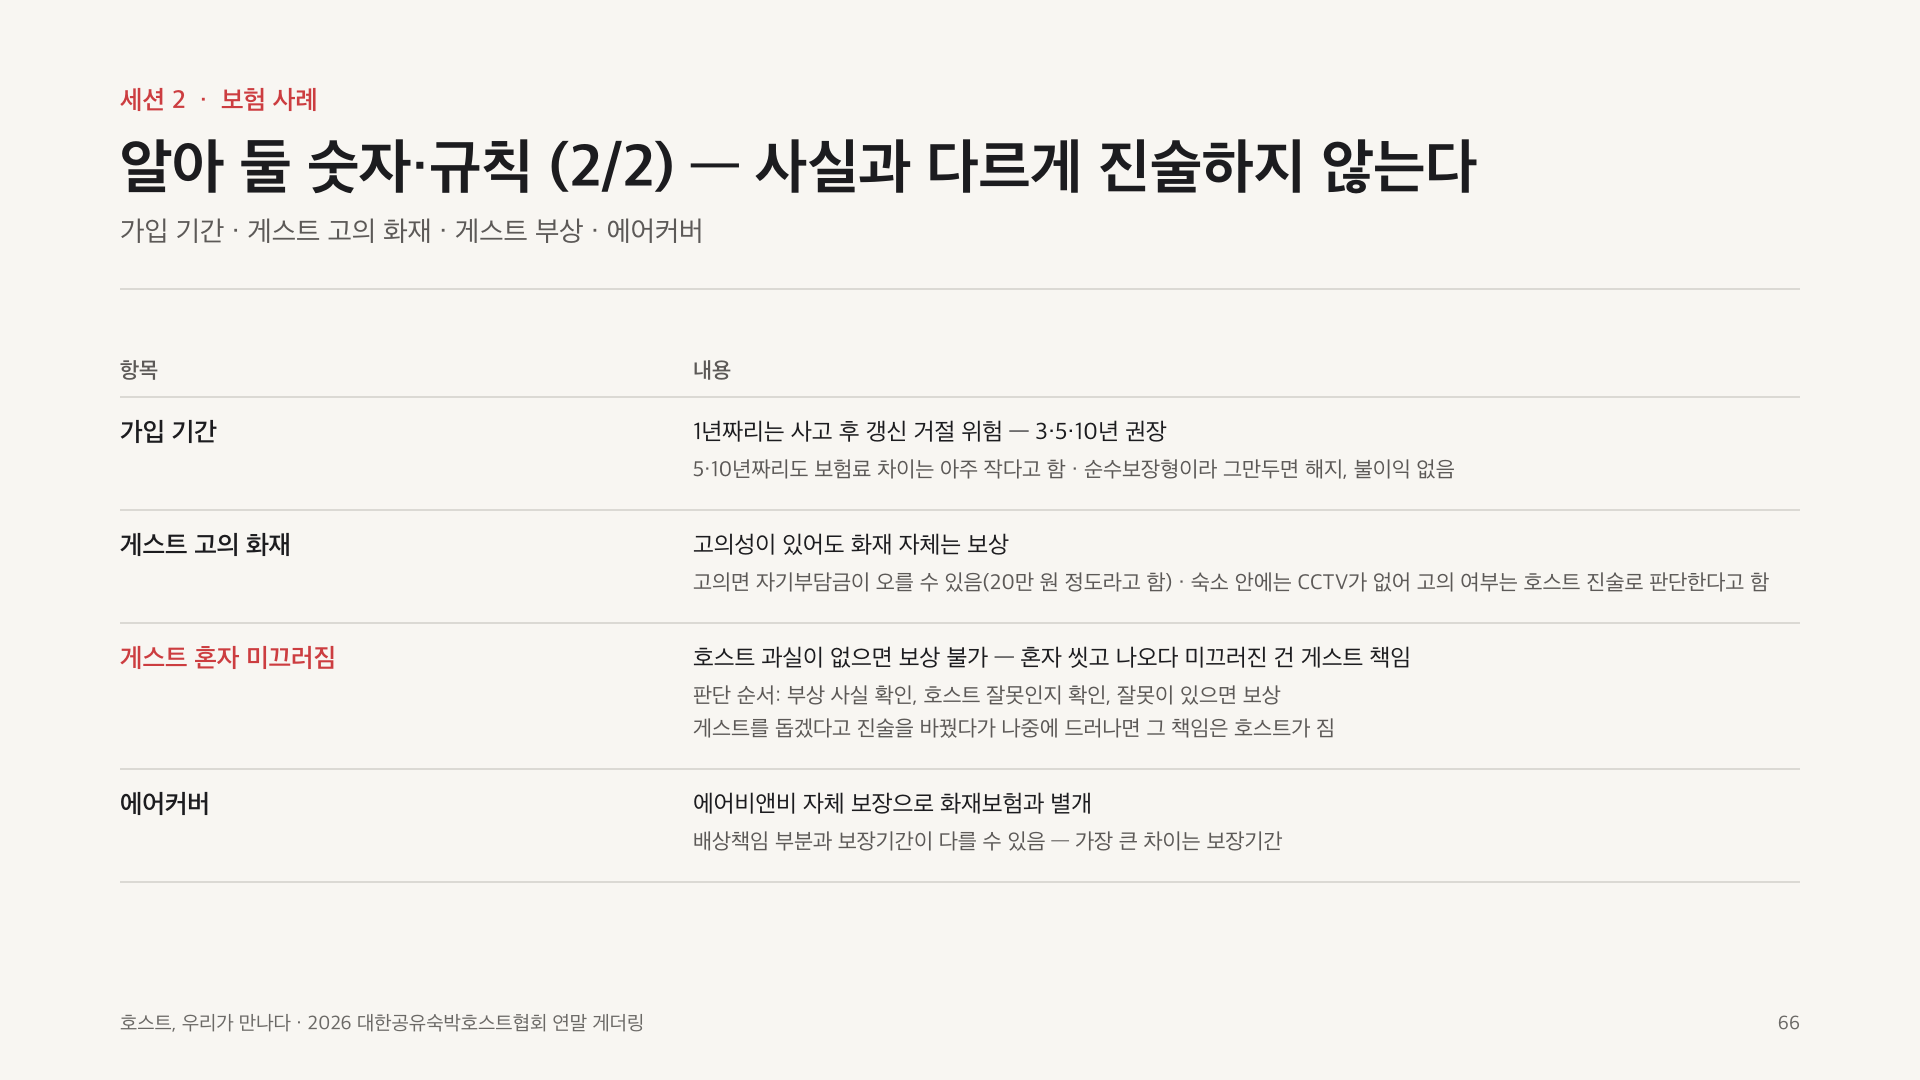 세션 2 · 보험 사례
알아 둘 숫자·규칙 (2/2) — 사실과 다르게 진술하지 않는다
가입 기간 · 게스트 고의 화재 · 게스트 부상 · 에어커버
항목 내용
가입 기간 1년짜리는 사고 후 갱신 거절 위험 — 3·5·10년 권장
5·10년짜리도 보험료 차이는 아주 작다고 함 · 순수보장형이라 그만두면 해지, 불이익 없음
게스트 고의 화재 고의성이 있어도 화재 자체는 보상
고의면 자기부담금이 오를 수 있음(20만 원 정도라고 함) · 숙소 안에는 CCTV가 없어 고의 여부는 호스트 진술로 판단한다고 함
게스트 혼자 미끄러짐 호스트 과실이 없으면 보상 불가 — 혼자 씻고 나오다 미끄러진 건 게스트 책임
판단 순서: 부상 사실 확인, 호스트 잘못인지 확인, 잘못이 있으면 보상
게스트를 돕겠다고 진술을 바꿨다가 나중에 드러나면 그 책임은 호스트가 짐
에어커버 에어비앤비 자체 보장으로 화재보험과 별개
배상책임 부분과 보장기간이 다를 수 있음 — 가장 큰 차이는 보장기간
호스트, 우리가 만나다 · 2026 대한공유숙박호스트협회 연말 게더링 66